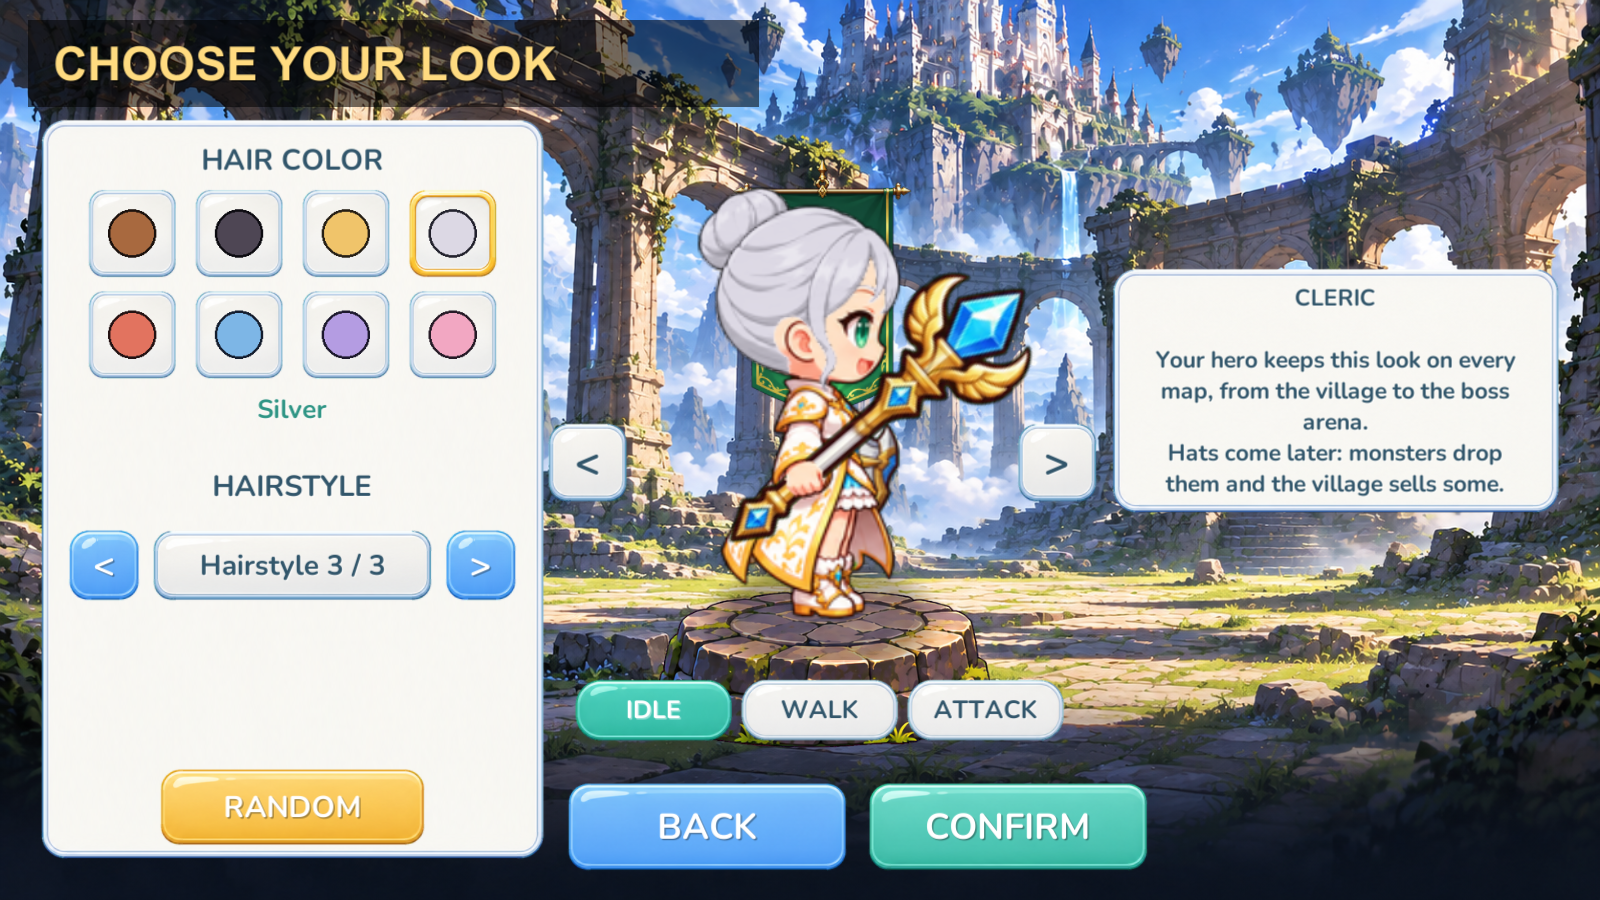 CHOOSE YOUR LOOK
HAIR COLOR
Silver
HAIRSTYLE
<
Hairstyle 3 / 3
>
RANDOM
<
>
IDLE
WALK
ATTACK
BACK
CONFIRM
CLERIC
Your hero keeps this look on every
map, from the village to the boss
arena.
Hats come later: monsters drop
them and the village sells some.